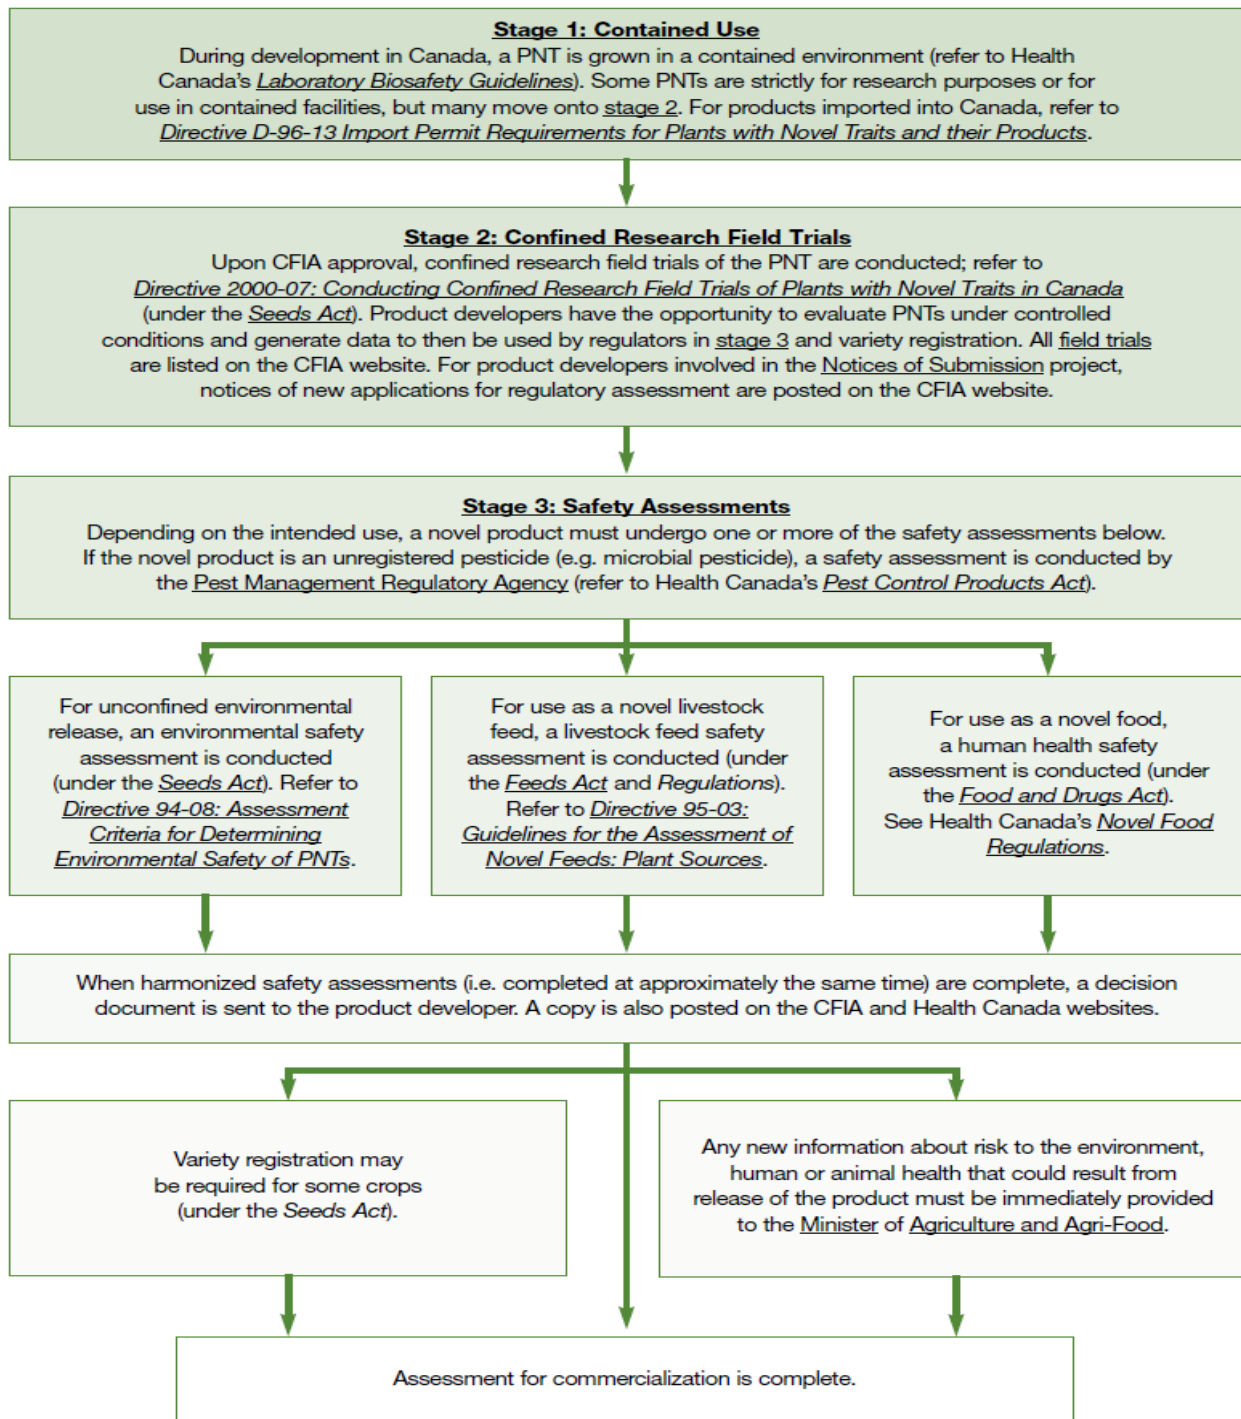 Stage 1: Contained Use
During development in Canada, a PNT is grown in a contained environment (refer to Health
Canada's Laboratory Biosafety Guidelines). Some PNTs are strictly for research purposes or for
use in contained facilities, but many move onto stage 2. For products imported into Canada, refer to
Directive D-96-13 Import Permit Requirements for Plants with Novel Traits and their Products.
Stage 2: Confined Research Field Trials
Upon CFIA approval, confined research field trials of the PNT are conducted; refer to
Directive 2000-07: Conducting Confined Research Field Trials of Plants with Novel Traits in Canada
(under the Seeds Act). Product developers have the opportunity to evaluate PNTs under controlled
conditions and generate data to then be used by regulators in stage 3 and variety registration. All field trials
are listed on the CFIA website. For product developers involved in the Notices of Submission project,
notices of new applications for regulatory assessment are posted on the CFIA website.
Stage 3: Safety Assessments
Depending on the intended use, a novel product must undergo one or more of the safety assessments below.
If the novel product is an unregistered pesticide (e.g. microbial pesticide), a safety assessment is conducted by
the Pest Management Regulatory Agency (refer to Health Canada's Pest Control Products Act).
For unconfined environmental
release, an environmental safety
assessment is conducted
(under the Seeds Act). Refer to
Directive 94-08: Assessment
Criteria for Determining
Environmental Safety of PNTs.
For use as a novel livestock
feed, a livestock feed safety
assessment is conducted (under
the Feeds Act and Regulations).
Refer to Directive 95-03:
Guidelines for the Assessment of
Novel Feeds: Plant Sources.
For use as a novel food,
a human health safety
assessment is conducted (under
the Food and Drugs Act).
See Health Canada's Novel Food
Regulations.
When harmonized safety assessments (i.e. completed at approximately the same time) are complete, a decision
document is sent to the product developer. A copy is also posted on the CFIA and Health Canada websites.
Variety registration may
be required for some crops
(under the Seeds Act).
Any new information about risk to the environment,
human or animal health that could result from
release of the product must be immediately provided
to the Minister of Agriculture and Agri-Food.
Assessment for commercialization is complete.